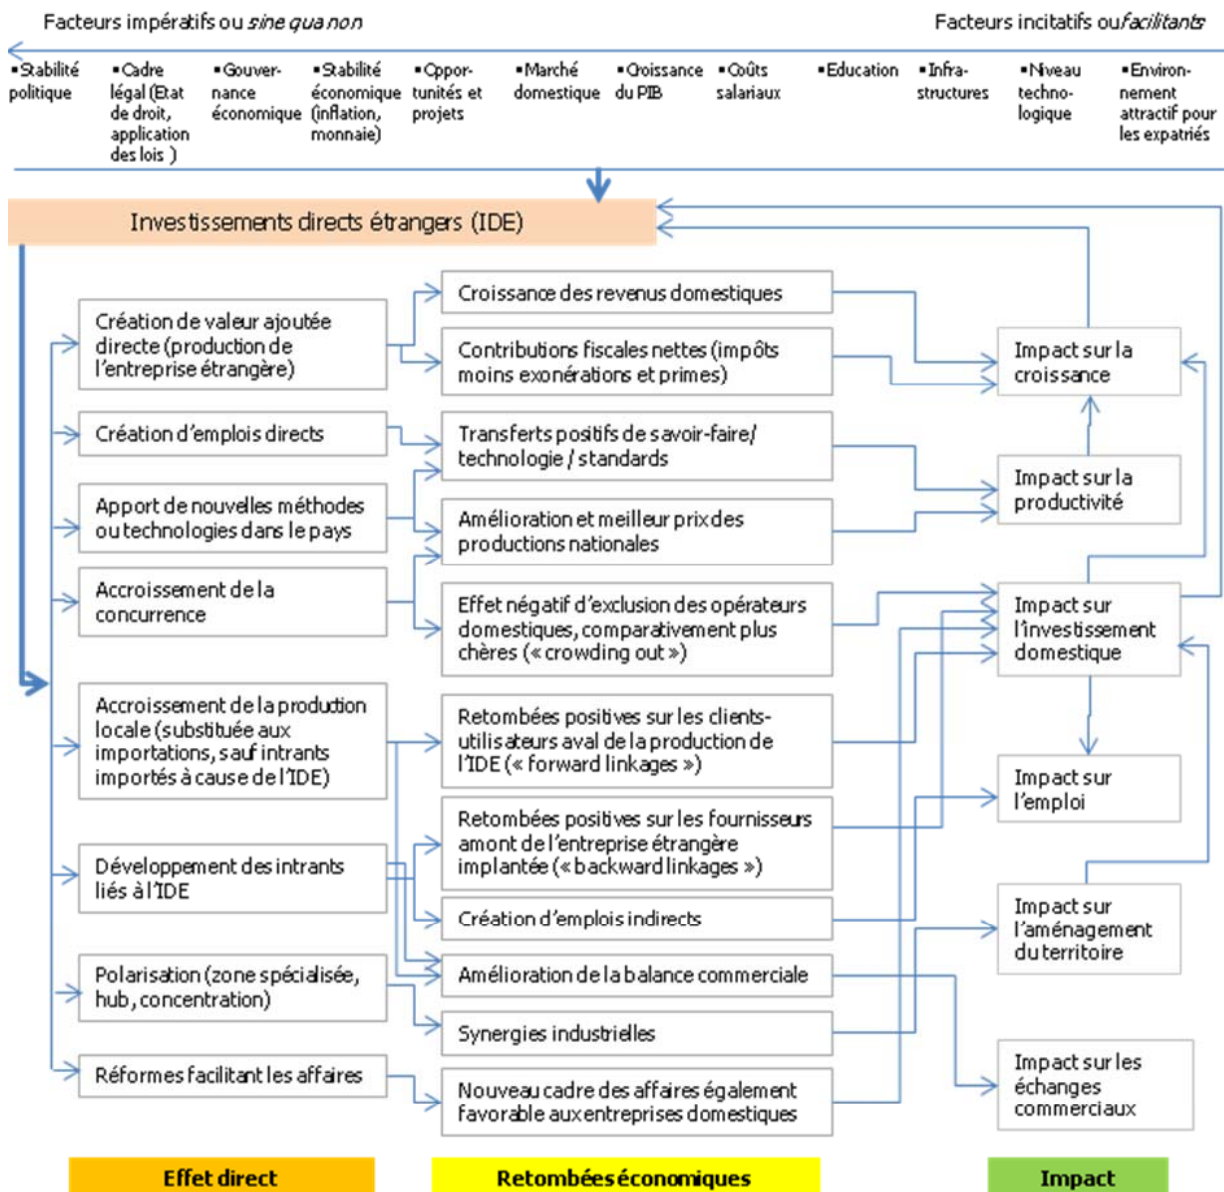 Facteurs impératifs ou sine qua non
Facteurs incitatifs ou facilitants
▪Stabilité
politique
▪Cadre
légal (Etat
de droit,
application
des lois )
▪Gouver-
nance
économique
▪Stabilité
économique
(inflation,
monnaie)
▪Oppor-
tunités et
projets
▪Marché
domestique
▪Croissance
du PIB
▪Coûts
salariaux
▪Education
▪Infra-
structures
▪Niveau
techno-
logique
▪Environ-
nement
attractif pour
les expatriés
Investissements directs étrangers (IDE)
Création de valeur ajoutée
directe (production de
l'entreprise étrangère)
Création d'emplois directs
Apport de nouvelles méthodes
ou technologies dans le pays
Accroissement de la
concurrence
Accroissement de la production
locale (substituée aux
importations, sauf intrants
importés à cause de l'IDE)
Développement des intrants
liés à l'IDE
Polarisation (zone spécialisée,
hub, concentration)
Réformes facilitant les affaires
Croissance des revenus domestiques
Contributions fiscales nettes (impôts
moins exonérations et primes)
Transferts positifs de savoir-faire/
technologie / standards
Amélioration et meilleur prix des
productions nationales
Effet négatif d'exclusion des opérateurs
domestiques, comparativement plus
chères (« crowding out »)
Retombées positives sur les clients-
utilisateurs aval de la production de
l'IDE (« forward linkages »)
Retombées positives sur les fournisseurs
amont de l'entreprise étrangère
implantée (« backward linkages »)
Création d'emplois indirects
Amélioration de la balance commerciale
Synergies industrielles
Nouveau cadre des affaires également
favorable aux entreprises domestiques
Impact sur la
croissance
Impact sur la
productivité
Impact sur
l'investissement
domestique
Impact sur
l'emploi
Impact sur
l'aménagement
du territoire
Impact sur les
échanges
commerciaux
Effet direct
Retombées économiques
Impact